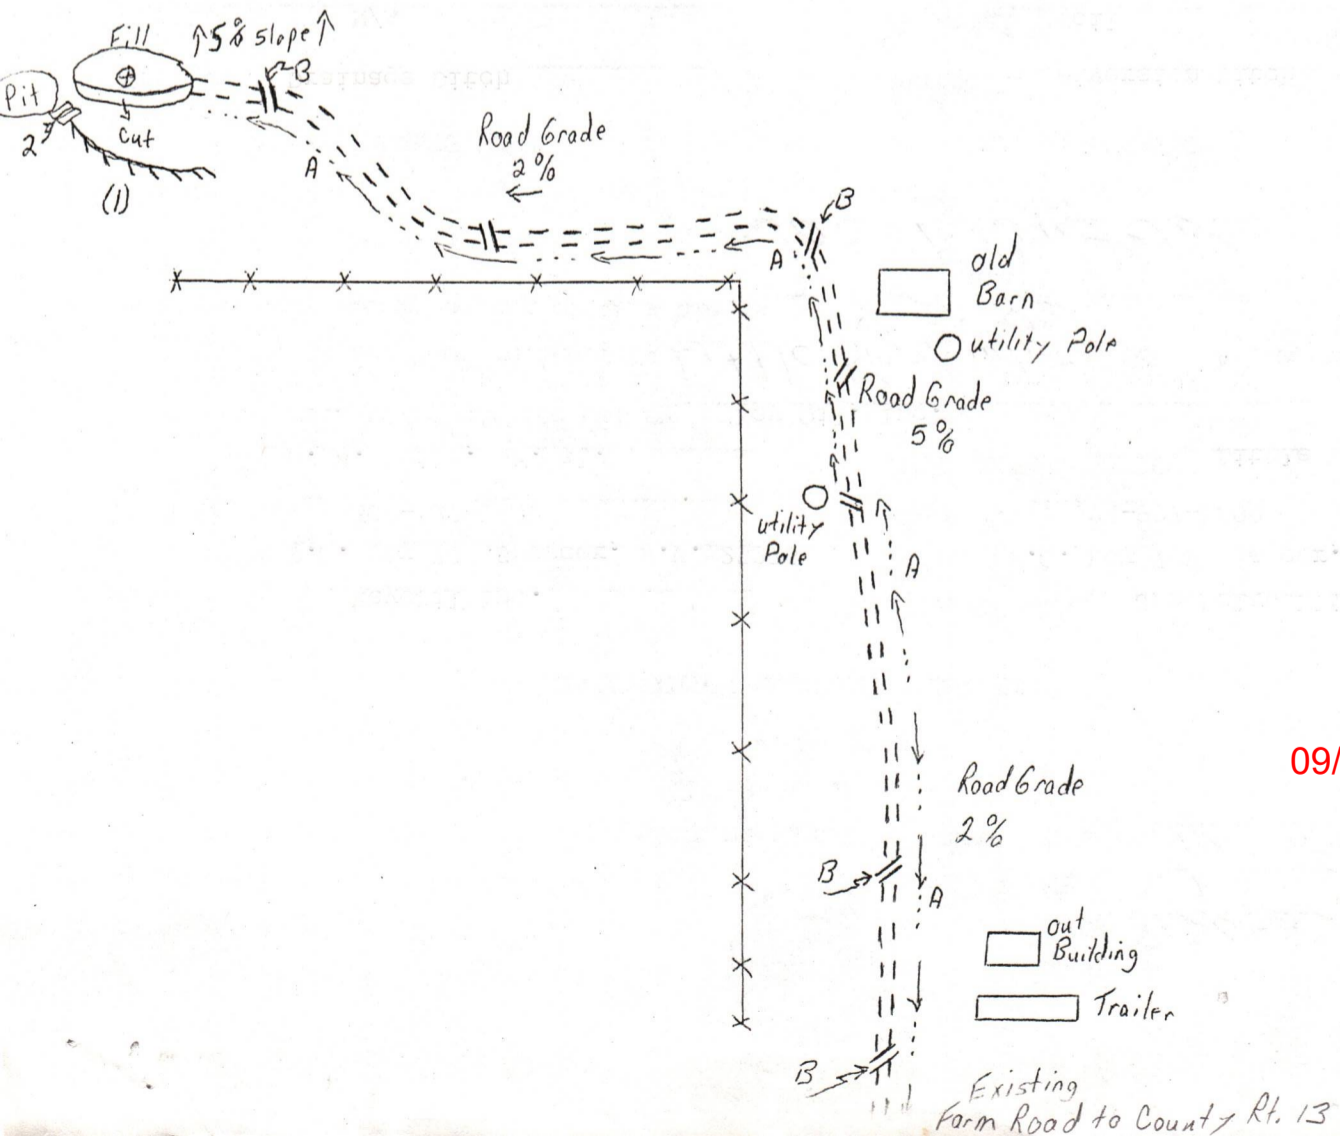 Fill
↑5% slope↑
B
Pit
2
Cut
(1)
A
Road Grade
2%
B
A
old
Barn
utility Pole
Road Grade
5%
utility
Pole
A
09/
Road Grade
2%
B
A
out
Building
Trailer
B
Existing
Farm Road to County Rt. 13